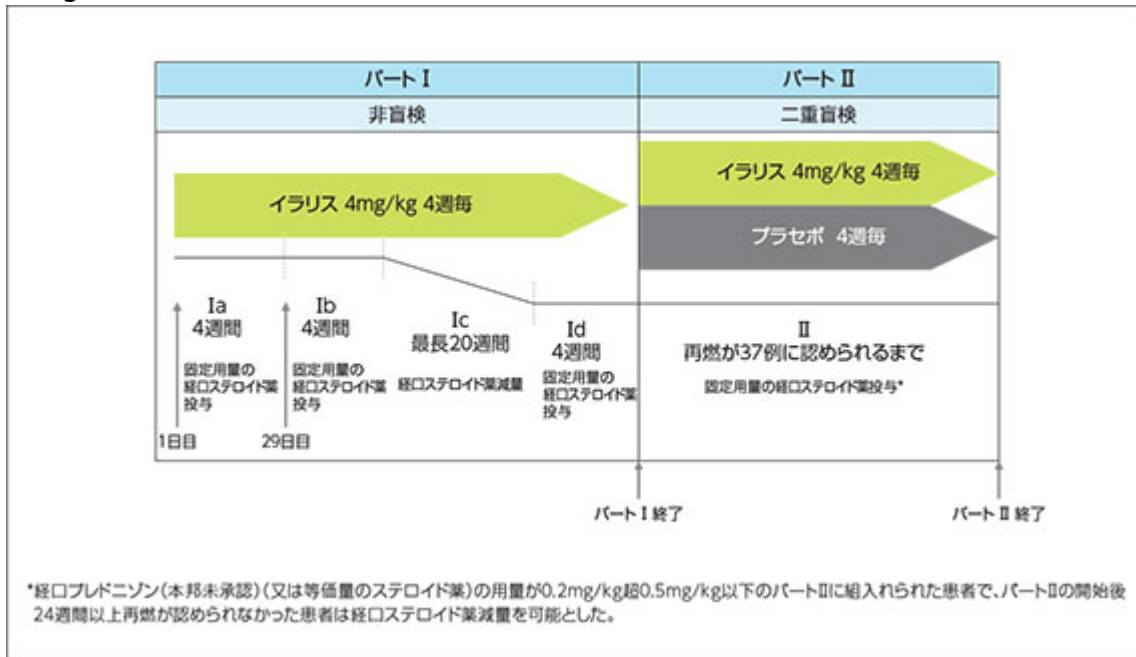 パート I
パート II
非盲検
二重盲検
イラリス 4mg/kg 4週毎
イラリス 4mg/kg 4週毎
プラセボ 4週毎
Ia
4週間
固定用量の
経口ステロイド薬
投与
Ib
4週間
固定用量の
経口ステロイド薬
投与
Ic
最長20週間
経口ステロイド薬減量
Id
4週間
固定用量の
経口ステロイド薬
投与
II
再燃が37例に認められるまで
固定用量の経口ステロイド薬投与*
1日目
29日目
パート I 終了
パート II 終了
*経口プレドニゾン(本邦未承認)(又は等価量のステロイド薬)の用量が0.2mg/kg超0.5mg/kg以下のパートIIに組入れられた患者で、パートIIの開始後
24週間以上再燃が認められなかった患者は経口ステロイド薬減量を可能とした。